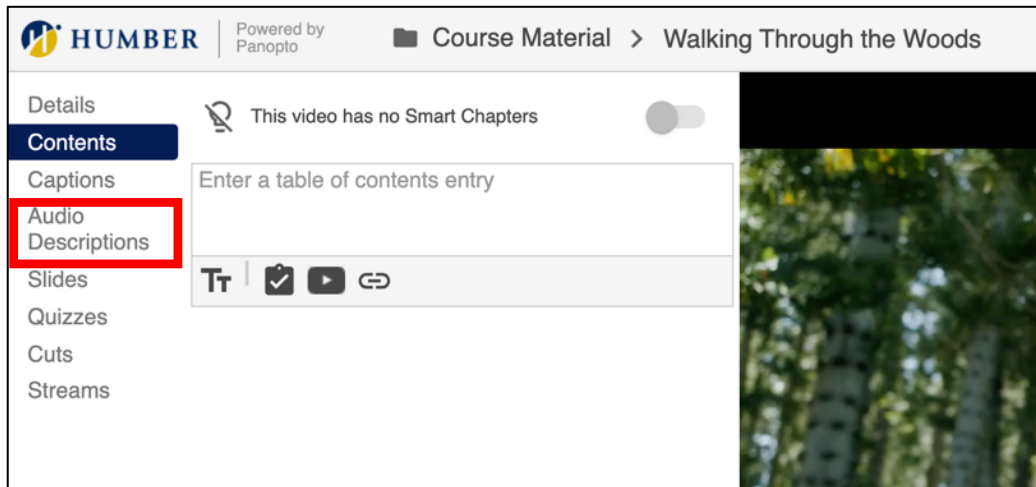 HUMBER
Powered by
Panopto
Course Material > Walking Through the Woods
Details
Contents
Captions
Audio
Descriptions
Slides
Quizzes
Cuts
Streams
This video has no Smart Chapters
Enter a table of contents entry
TT